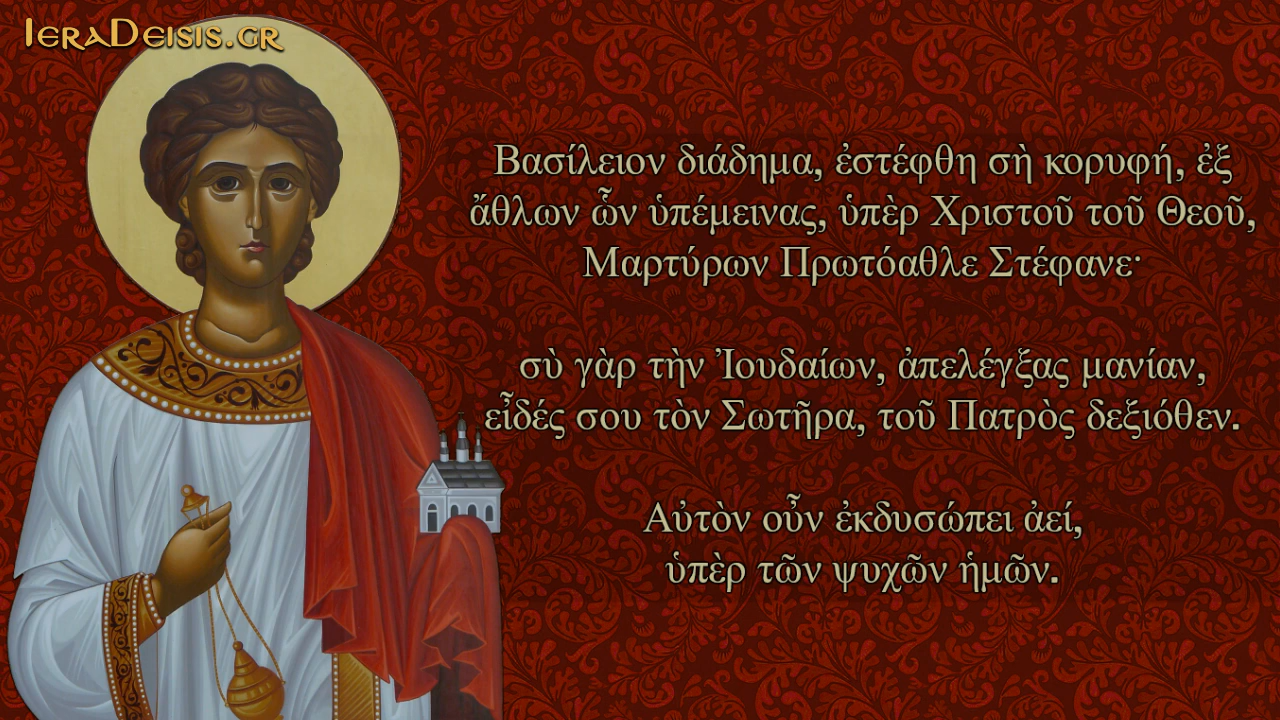 IeraDeisis.gr
Βασίλειον διάδημα, ἐστέφθη σὴ κορυφή, ἐξ
ἄθλων ὧν ὑπέμεινας, ὑπὲρ Χριστοῦ τοῦ Θεοῦ,
Μαρτύρων Πρωτόαθλε Στέφανε·
σὺ γὰρ τὴν Ἰουδαίων, ἀπελέγξας μανίαν,
εἶδές σου τὸν Σωτῆρα, τοῦ Πατρὸς δεξιόθεν.
Αὐτὸν οὖν ἐκδυσώπει ἀεί,
ὑπὲρ τῶν ψυχῶν ἡμῶν.